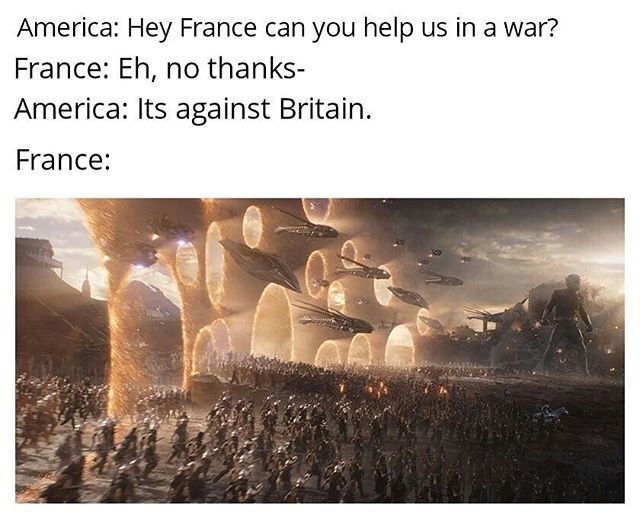 America: Hey France can you help us in a war?
France: Eh, no thanks-
America: Its against Britain.
France: